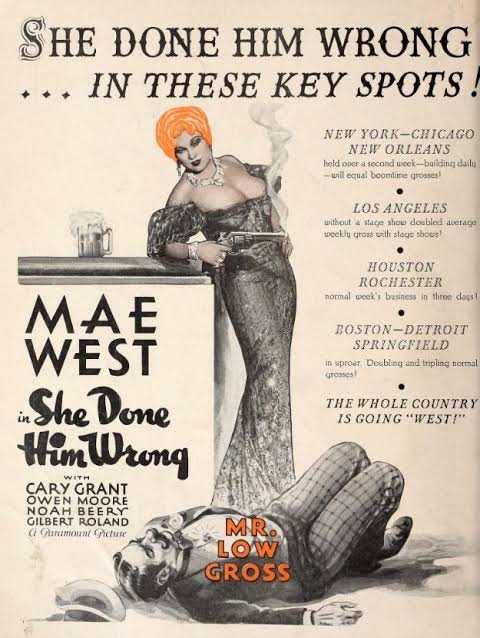 SHE DONE HIM WRONG
... IN THESE KEY SPOTS!
NEW YORK—CHICAGO
NEW ORLEANS
held over a second week—building daily
—will equal boomtime grosses!
LOS ANGELES
without a stage show doubled average
weekly gross with stage shows!
HOUSTON
ROCHESTER
normal week's business in three days!
BOSTON—DETROIT
SPRINGFIELD
in uproar. Doubling and tripling normal
grosses!
THE WHOLE COUNTRY
IS GOING "WEST!"
MAE
WEST
in She Done
Him Wrong
WITH
CARY GRANT
OWEN MOORE
NOAH BEERY
GILBERT ROLAND
A Paramount Picture
MR.
LOW
GROSS